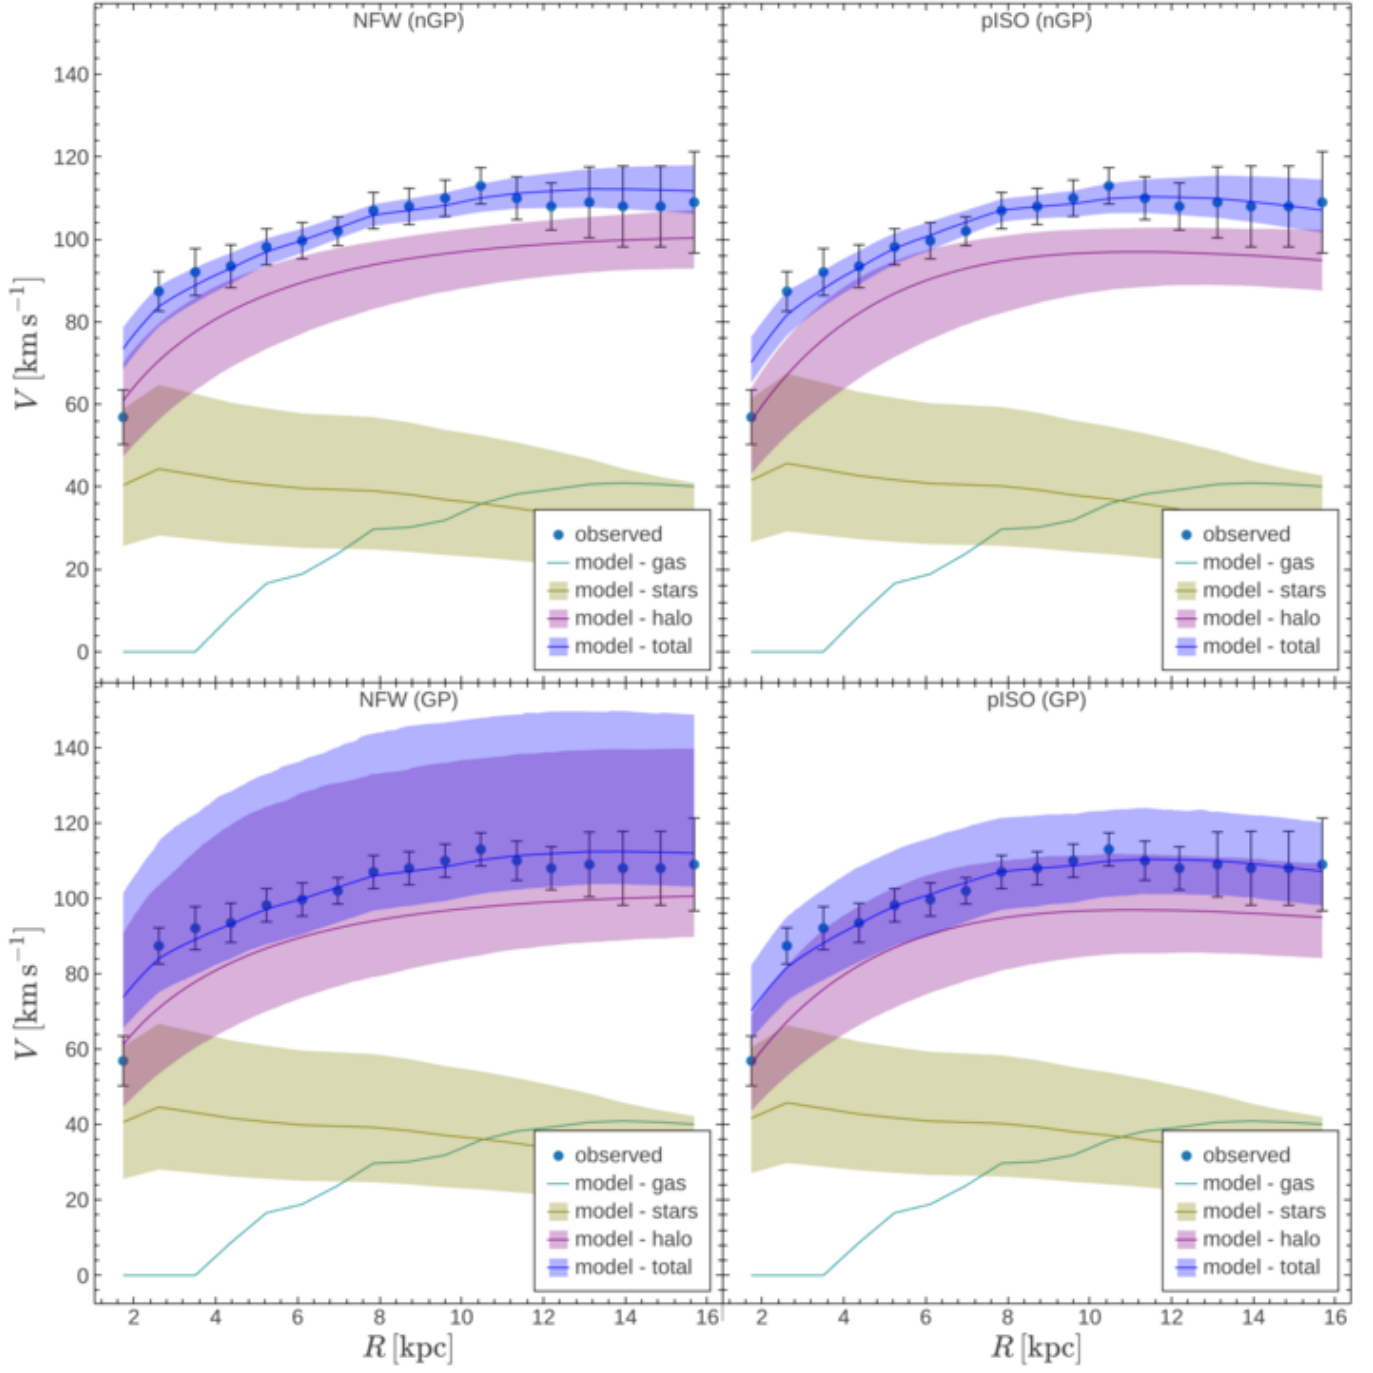 NFW (nGP)
pISO (nGP)
140
120
100
80
60
40
20
0
V [km s⁻¹]
observed
model - gas
model - stars
model - halo
model - total
observed
model - gas
model - stars
model - halo
model - total
NFW (GP)
pISO (GP)
140
120
100
80
60
40
20
0
V [km s⁻¹]
observed
model - gas
model - stars
model - halo
model - total
observed
model - gas
model - stars
model - halo
model - total
2 4 6 8 10 12 14 16
2 4 6 8 10 12 14 16
R [kpc]
R [kpc]